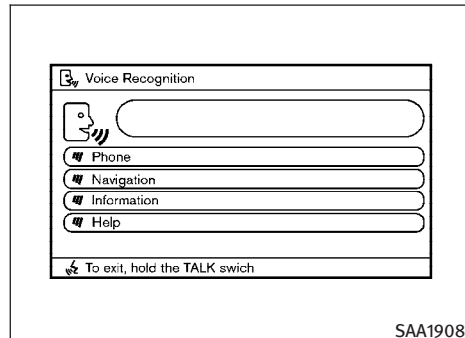 Voice Recognition
Phone
Navigation
Information
Help
To exit, hold the TALK swich
SAA1908